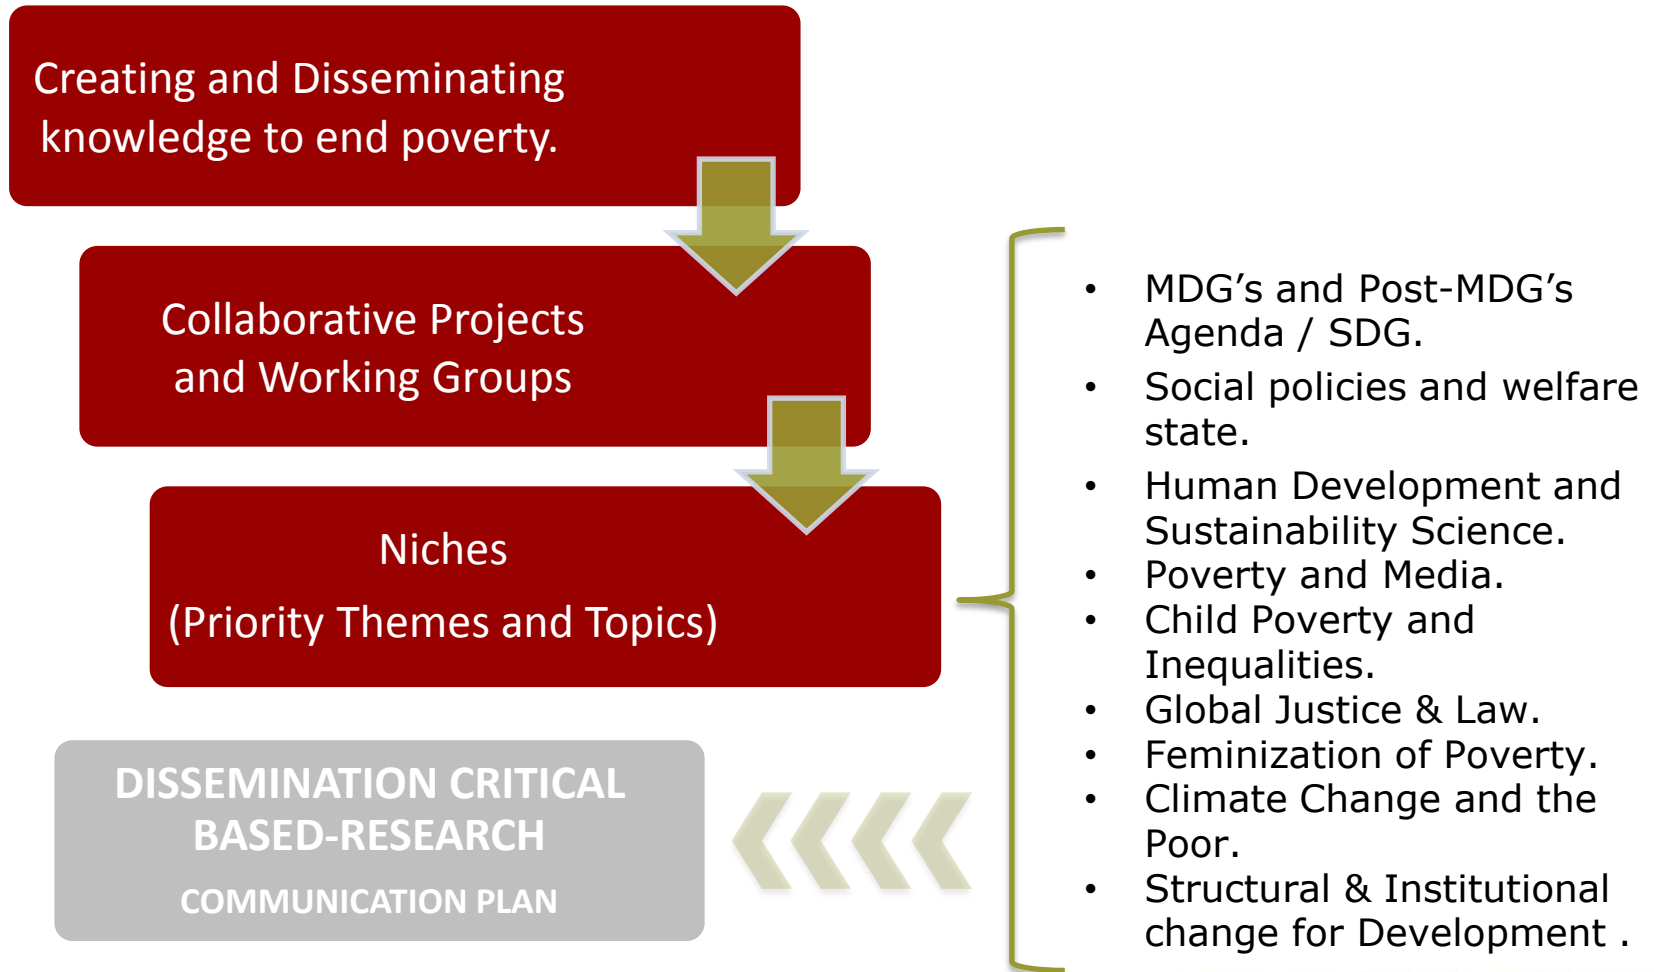 Creating and Disseminating
knowledge to end poverty.
Collaborative Projects
and Working Groups
Niches
(Priority Themes and Topics)
DISSEMINATION CRITICAL
BASED-RESEARCH
COMMUNICATION PLAN
• MDG’s and Post-MDG’s
Agenda / SDG.
• Social policies and welfare
state.
• Human Development and
Sustainability Science.
• Poverty and Media.
• Child Poverty and
Inequalities.
• Global Justice & Law.
• Feminization of Poverty.
• Climate Change and the
Poor.
• Structural & Institutional
change for Development .